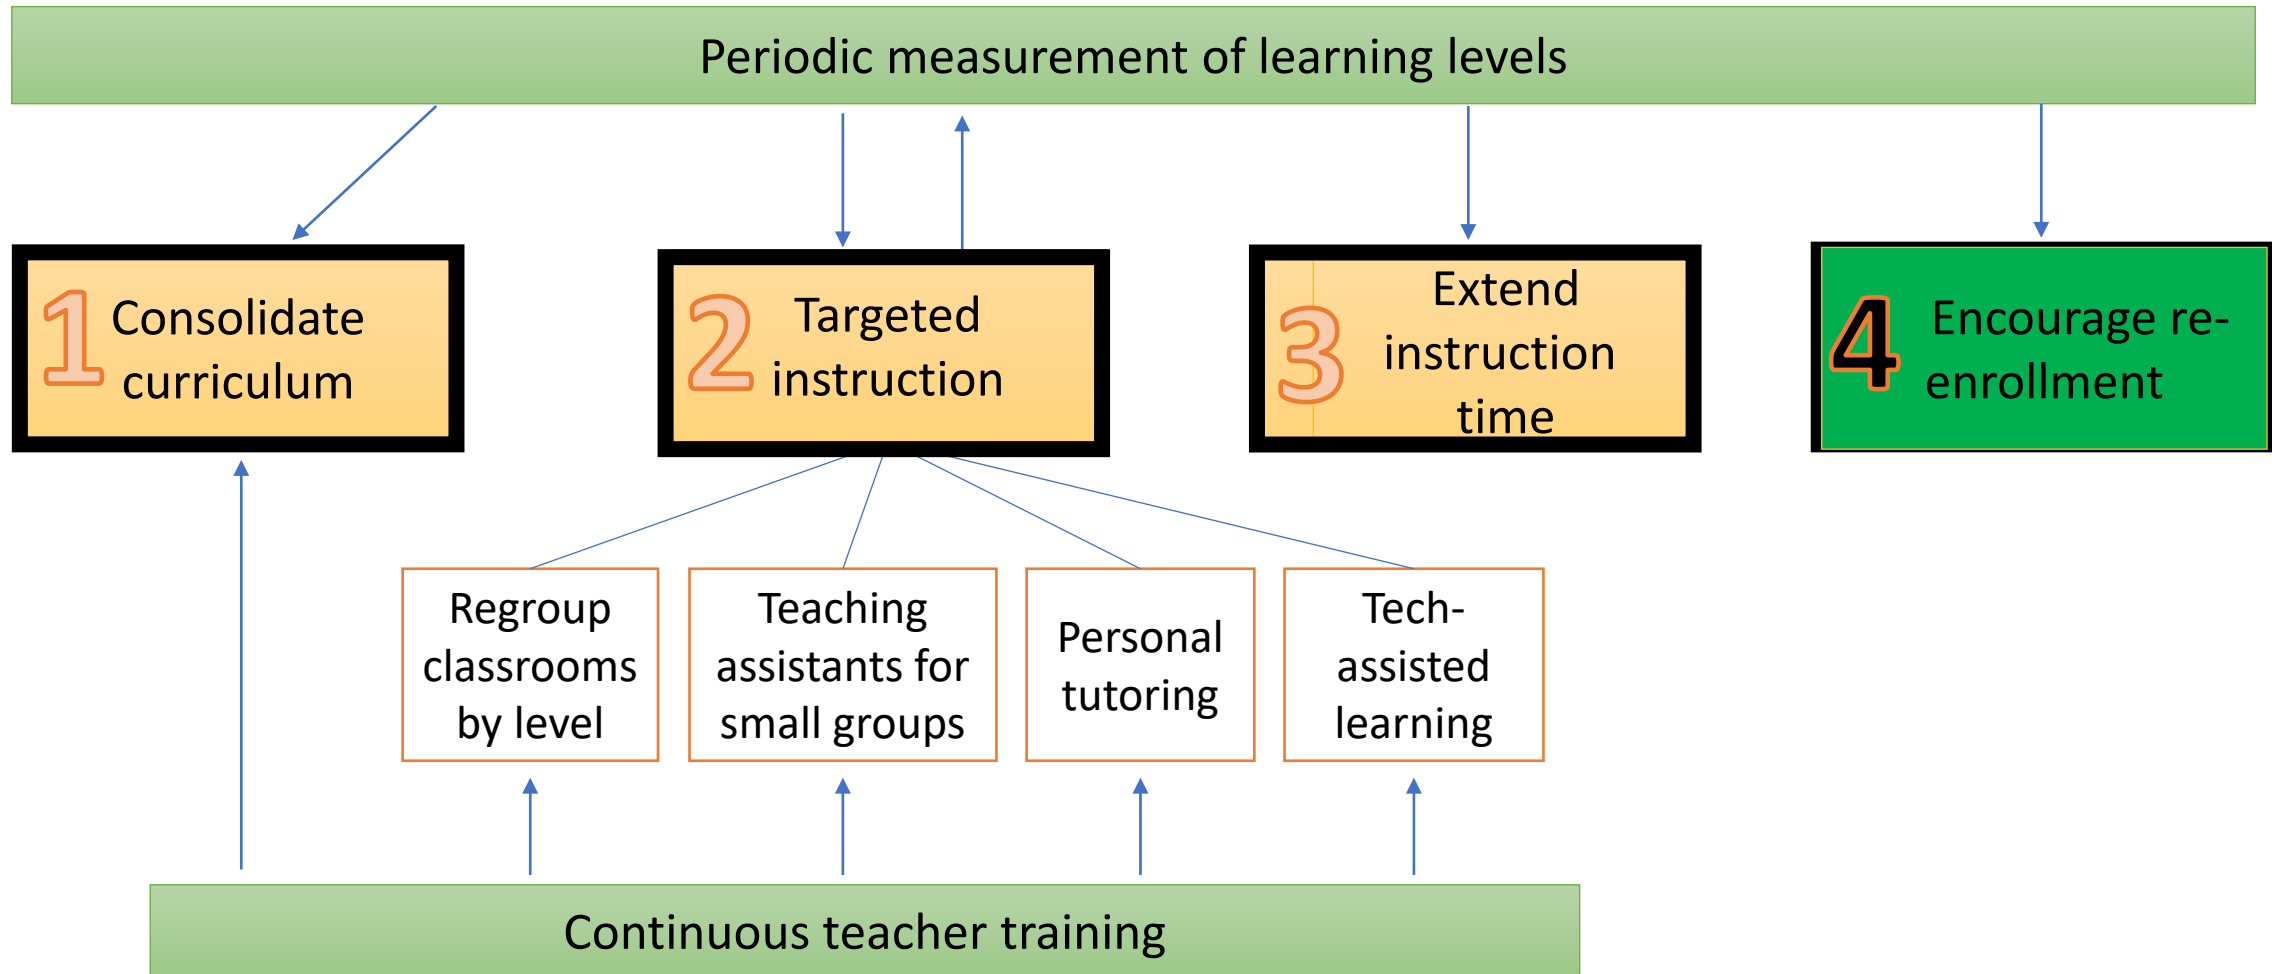 Periodic measurement of learning levels
1 Consolidate
curriculum
2 Targeted
instruction
3 Extend
instruction
time
4 Encourage re-
enrollment
Regroup
classrooms
by level
Teaching
assistants for
small groups
Personal
tutoring
Tech-
assisted
learning
Continuous teacher training